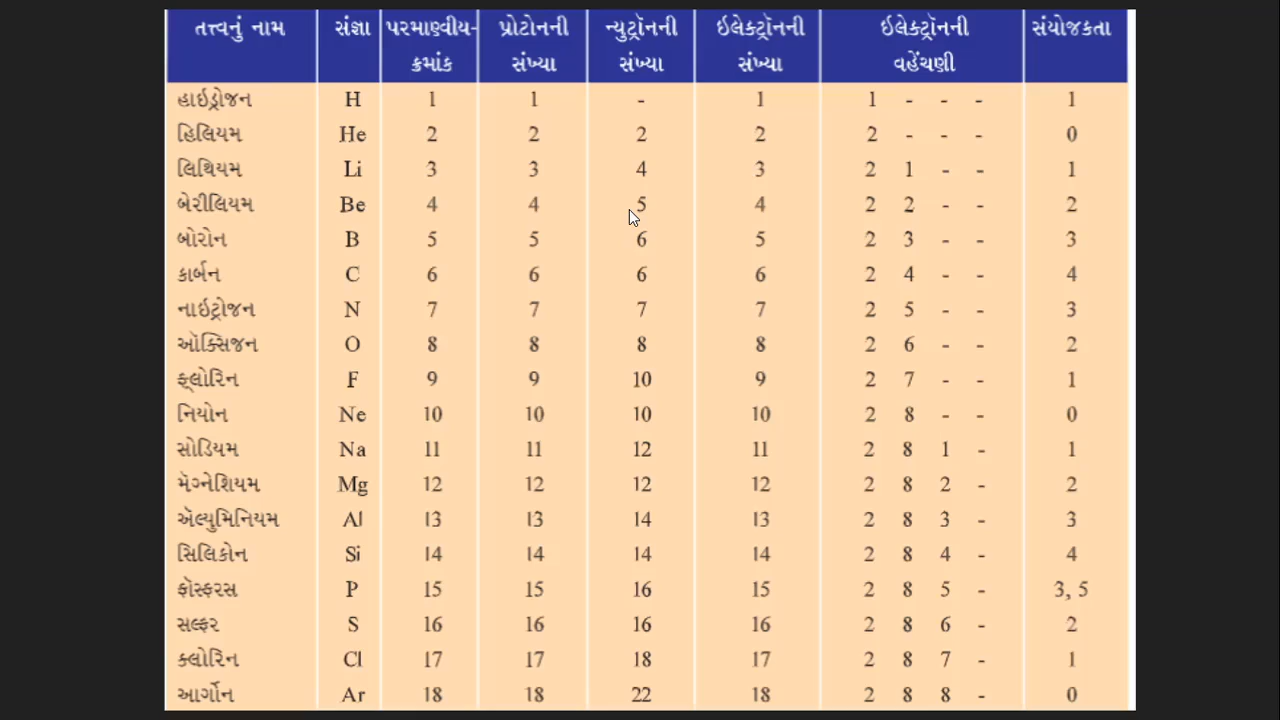 તત્ત્વનું નામ સંજ્ઞા પરમાણ્વીય- પ્રોટોનની ન્યુટ્રૉનની ઇલેક્ટ્રૉનની ઇલેક્ટ્રૉનની સંયોજકતા
ક્રમાંક સંખ્યા સંખ્યા સંખ્યા વહેંચણી
હાઇડ્રોજન H 1 1 - 1 1 - - - 1
હિલિયમ He 2 2 2 2 2 - - - 0
લિથિયમ Li 3 3 4 3 2 1 - - 1
બેરીલિયમ Be 4 4 5 4 2 2 - - 2
બોરોન B 5 5 6 5 2 3 - - 3
કાર્બન C 6 6 6 6 2 4 - - 4
નાઇટ્રોજન N 7 7 7 7 2 5 - - 3
ઑક્સિજન O 8 8 8 8 2 6 - - 2
ફ્લોરિન F 9 9 10 9 2 7 - - 1
નિયોન Ne 10 10 10 10 2 8 - - 0
સોડિયમ Na 11 11 12 11 2 8 1 - 1
મૅગ્નેશિયમ Mg 12 12 12 12 2 8 2 - 2
ઍલ્યુમિનિયમ Al 13 13 14 13 2 8 3 - 3
સિલિકોન Si 14 14 14 14 2 8 4 - 4
ફૉસ્ફરસ P 15 15 16 15 2 8 5 - 3, 5
સલ્ફર S 16 16 16 16 2 8 6 - 2
ક્લોરિન Cl 17 17 18 17 2 8 7 - 1
આર્ગોન Ar 18 18 22 18 2 8 8 - 0